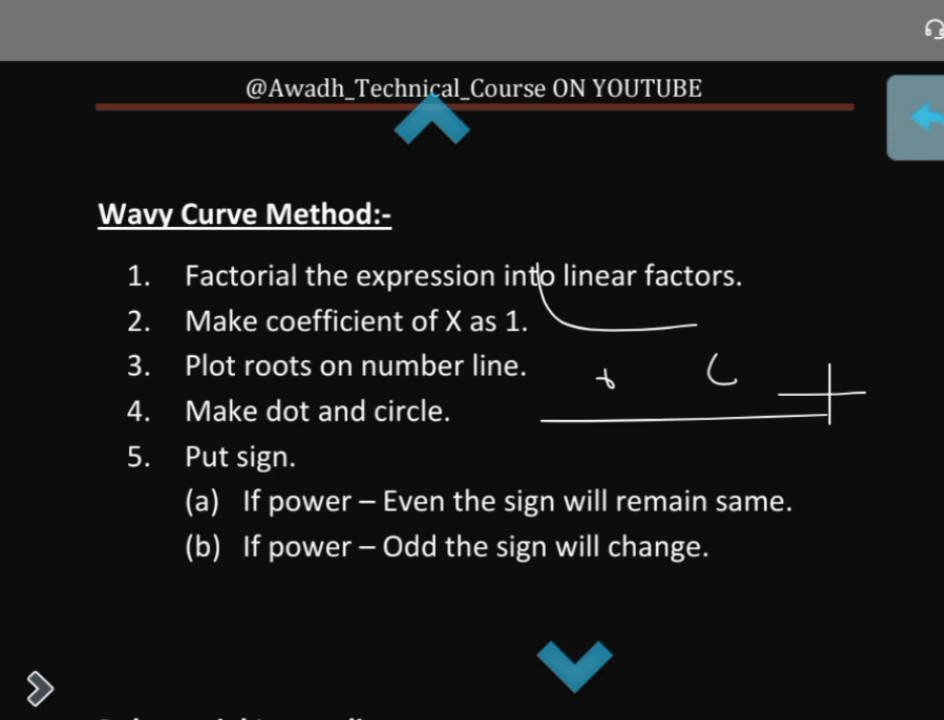 @Awadh_Technical_Course ON YOUTUBE
Wavy Curve Method:-
1. Factorial the expression into linear factors.
2. Make coefficient of X as 1.
3. Plot roots on number line.
4. Make dot and circle.
5. Put sign.
(a) If power – Even the sign will remain same.
(b) If power – Odd the sign will change.